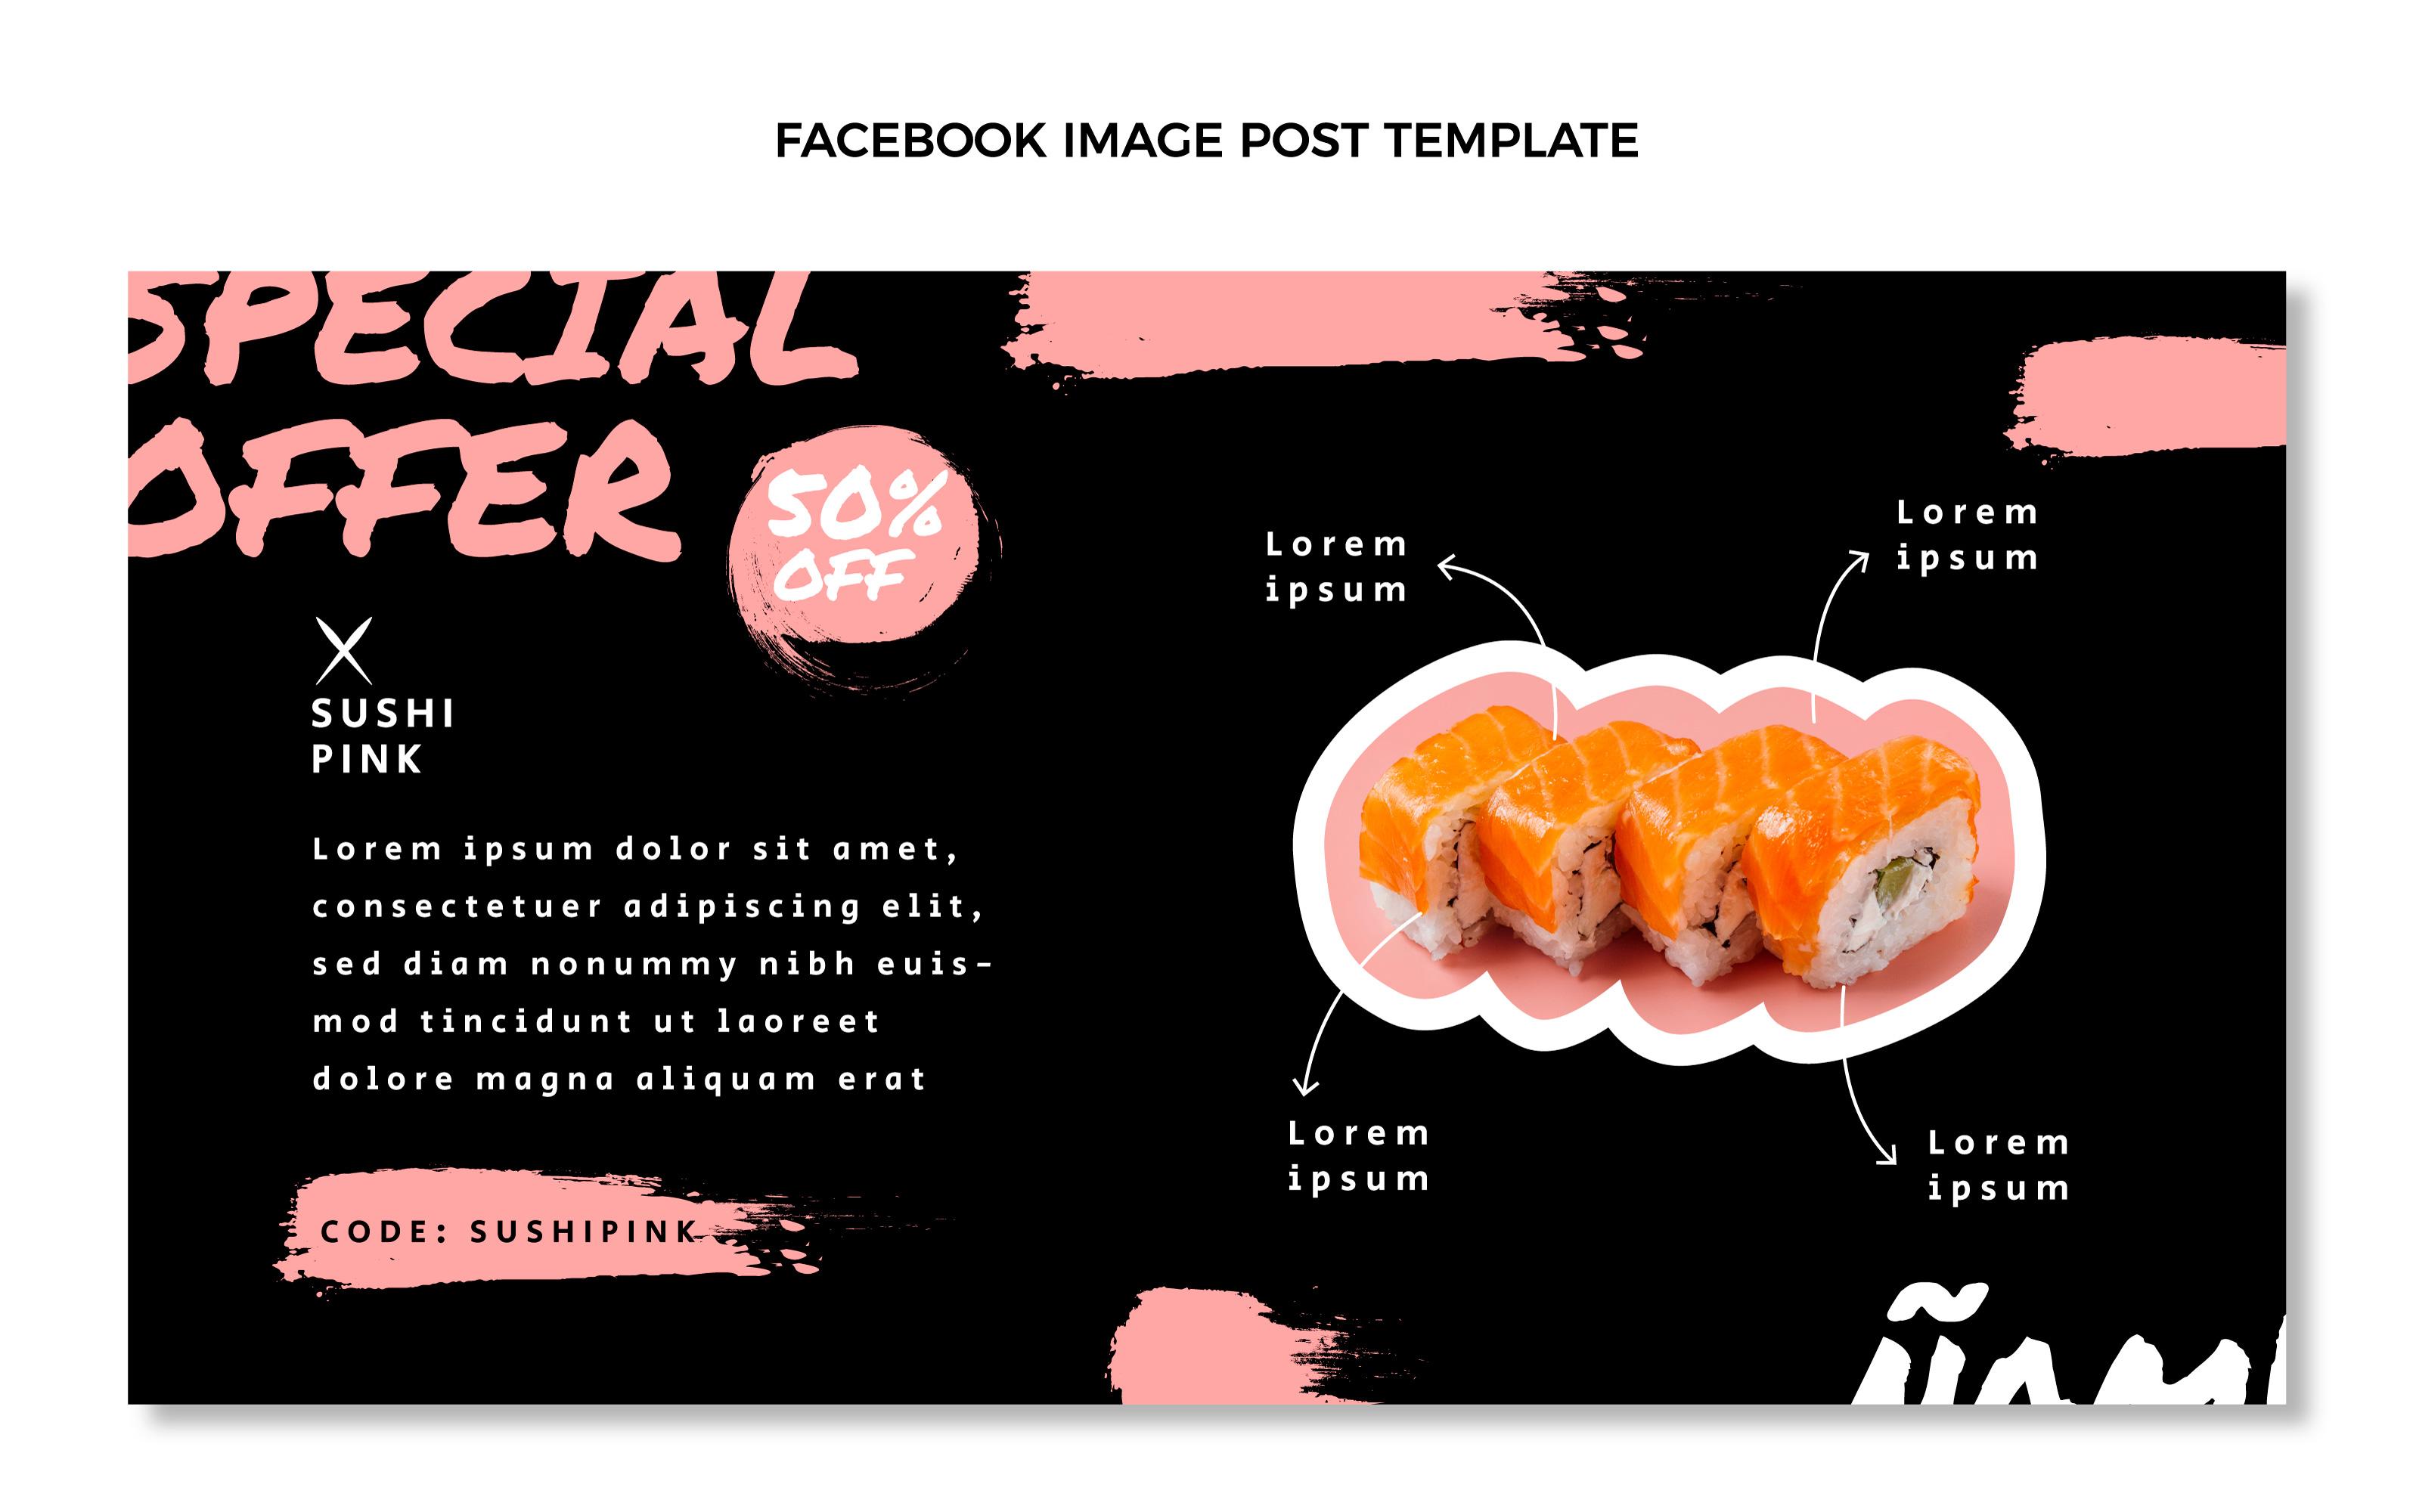 FACEBOOK IMAGE POST TEMPLATE
SPECIAL
OFFER
50%
OFF
SUSHI
PINK
Lorem ipsum dolor sit amet,
consectetuer adipiscing elit,
sed diam nonummy nibh euis-
mod tincidunt ut laoreet
dolore magna aliquam erat
CODE: SUSHIPINK
Lorem
ipsum
Lorem
ipsum
Lorem
ipsum
Lorem
ipsum